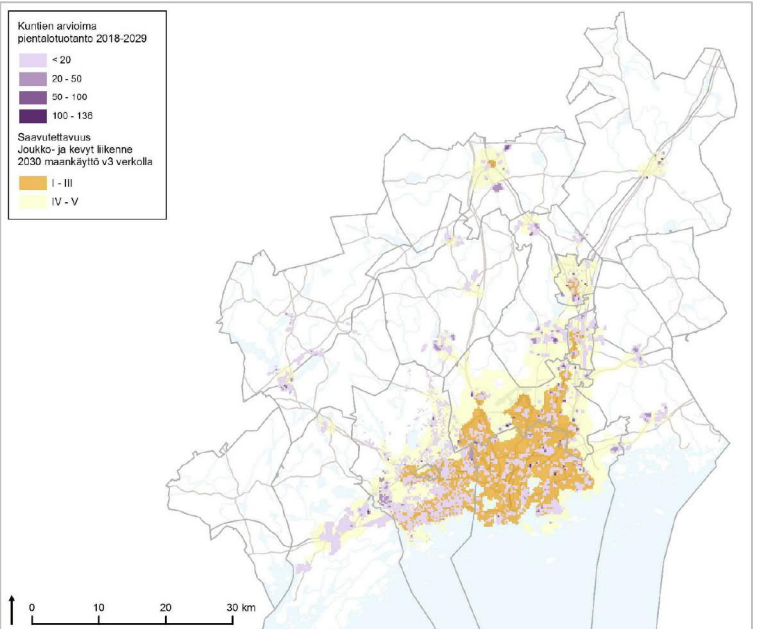 Kuntien arvioima
pientalotuotanto 2018-2029
< 20
20 - 50
50 - 100
100 - 136
Saavutettavuus
Joukko- ja kevyt liikenne
2030 maankäyttö v3 verkolla
I - III
IV - V
0 10 20 30 km